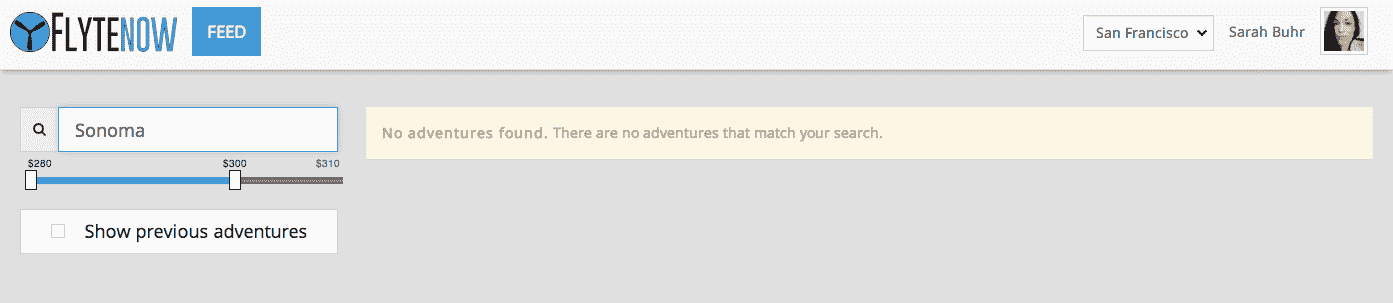 FLYTENOW FEED San Francisco Sarah Buhr
Sonoma
No adventures found. There are no adventures that match your search.
$280 $300 $310
Show previous adventures